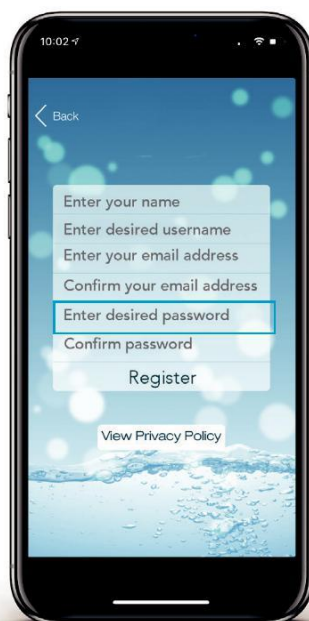 10:02
Back
Enter your name
Enter desired username
Enter your email address
Confirm your email address
Enter desired password
Confirm password
Register
View Privacy Policy